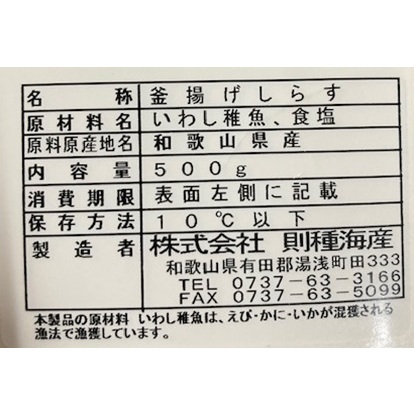 名称 釜揚げしらす
原材料名 いわし稚魚、食塩
原料原産地名 和歌山県産
内容量 500g
消費期限 表面左側に記載
保存方法 10℃以下
製造者 株式会社 則種海産
和歌山県有田郡湯浅町田333
TEL 0737-63-3166
FAX 0737-63-5099
本製品の原材料 いわし稚魚は、えび・かに・いかが混獲される
漁法で漁獲しています。